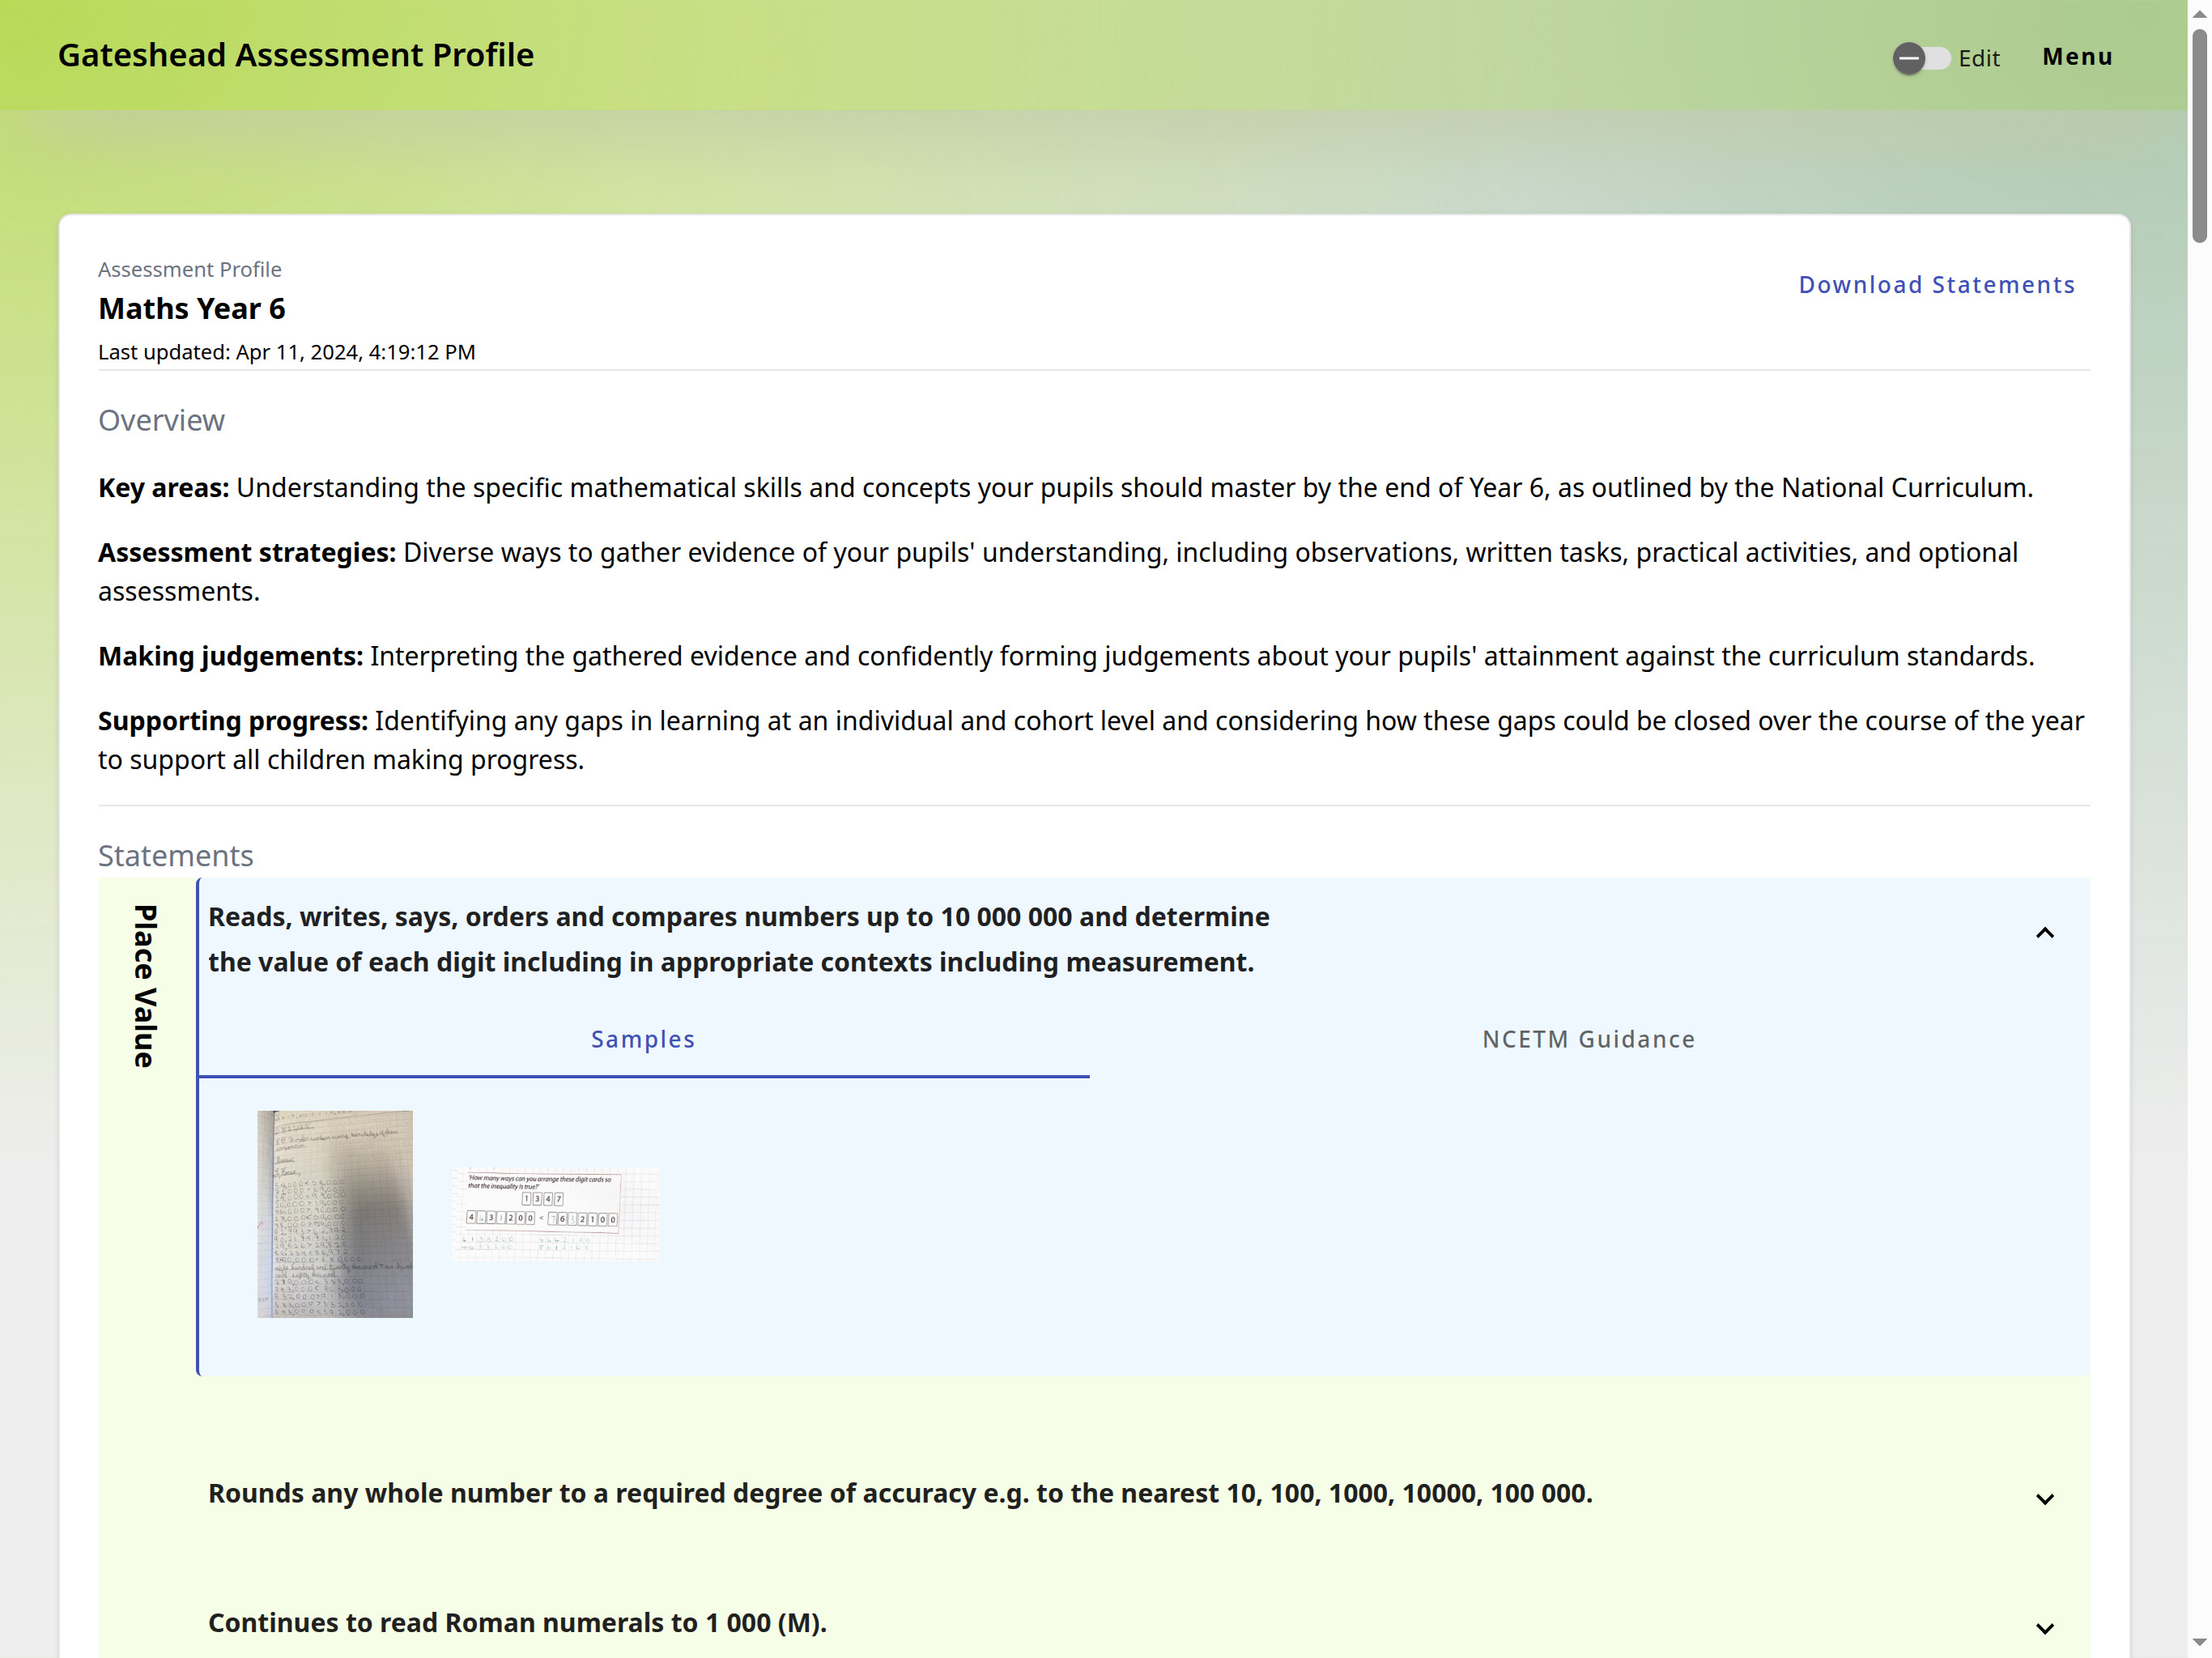 Gateshead Assessment Profile
Edit
Menu
Assessment Profile
Maths Year 6
Last updated: Apr 11, 2024, 4:19:12 PM
Download Statements
Overview
Key areas: Understanding the specific mathematical skills and concepts your pupils should master by the end of Year 6, as outlined by the National Curriculum.
Assessment strategies: Diverse ways to gather evidence of your pupils' understanding, including observations, written tasks, practical activities, and optional
assessments.
Making judgements: Interpreting the gathered evidence and confidently forming judgements about your pupils' attainment against the curriculum standards.
Supporting progress: Identifying any gaps in learning at an individual and cohort level and considering how these gaps could be closed over the course of the year
to support all children making progress.
Statements
Place Value
Reads, writes, says, orders and compares numbers up to 10 000 000 and determine
the value of each digit including in appropriate contexts including measurement.
Samples
NCETM Guidance
'How many ways can you arrange these digit cards so
that the inequality is true?'
1 3 4 7
Rounds any whole number to a required degree of accuracy e.g. to the nearest 10, 100, 1000, 10000, 100 000.
Continues to read Roman numerals to 1 000 (M).